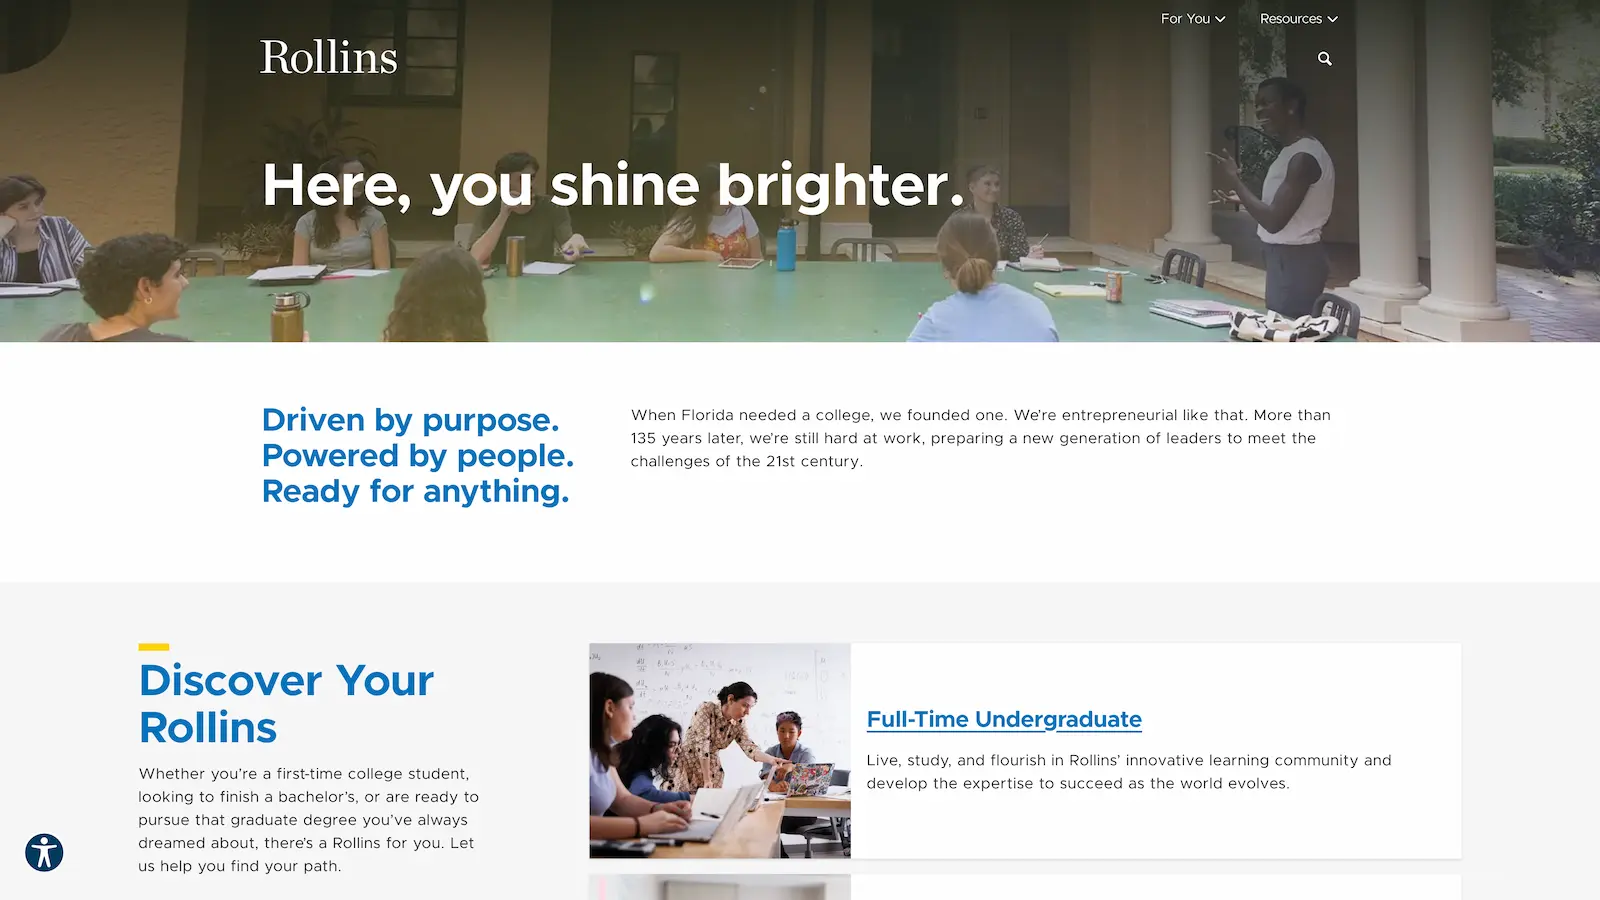 For You
Resources
Rollins
Here, you shine brighter.
Driven by purpose.
Powered by people.
Ready for anything.
When Florida needed a college, we founded one. We’re entrepreneurial like that. More than
135 years later, we’re still hard at work, preparing a new generation of leaders to meet the
challenges of the 21st century.
Discover Your
Rollins
Whether you’re a first-time college student,
looking to finish a bachelor’s, or are ready to
pursue that graduate degree you’ve always
dreamed about, there’s a Rollins for you. Let
us help you find your path.
Full-Time Undergraduate
Live, study, and flourish in Rollins’ innovative learning community and
develop the expertise to succeed as the world evolves.